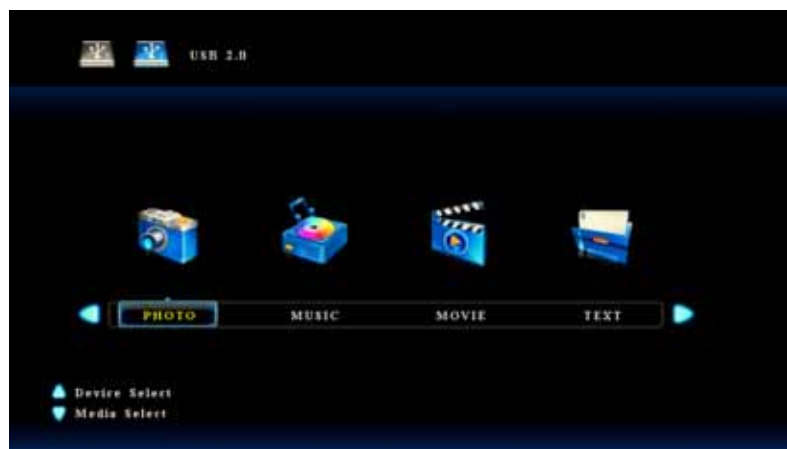 USB 2.0
PHOTO MUSIC MOVIE TEXT
Device Select
Media Select